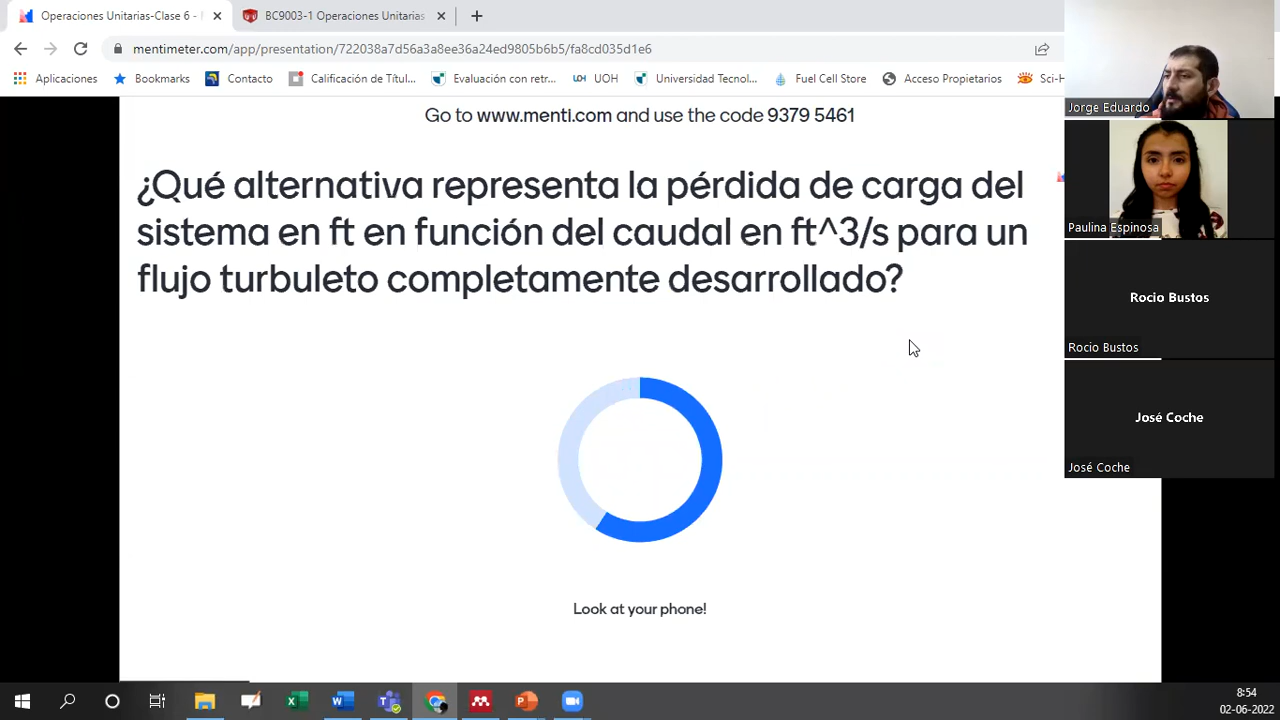 Operaciones Unitarias-Clase 6 -
BC9003-1 Operaciones Unitarias
mentimeter.com/app/presentation/722038a7d56a3a8ee36a24ed9805b6b5/fa8cd035d1e6
Aplicaciones
Bookmarks
Contacto
Calificación de Títul...
Evaluación con retr...
UOH
UOH
Universidad Tecnol...
Fuel Cell Store
Acceso Propietarios
Sci-H
Go to www.menti.com and use the code 9379 5461
¿Qué alternativa representa la pérdida de carga del
sistema en ft en función del caudal en ft^3/s para un
flujo turbuleto completamente desarrollado?
Look at your phone!
Jorge Eduardo
Paulina Espinosa
Rocio Bustos
Rocio Bustos
José Coche
José Coche
8:54
02-06-2022